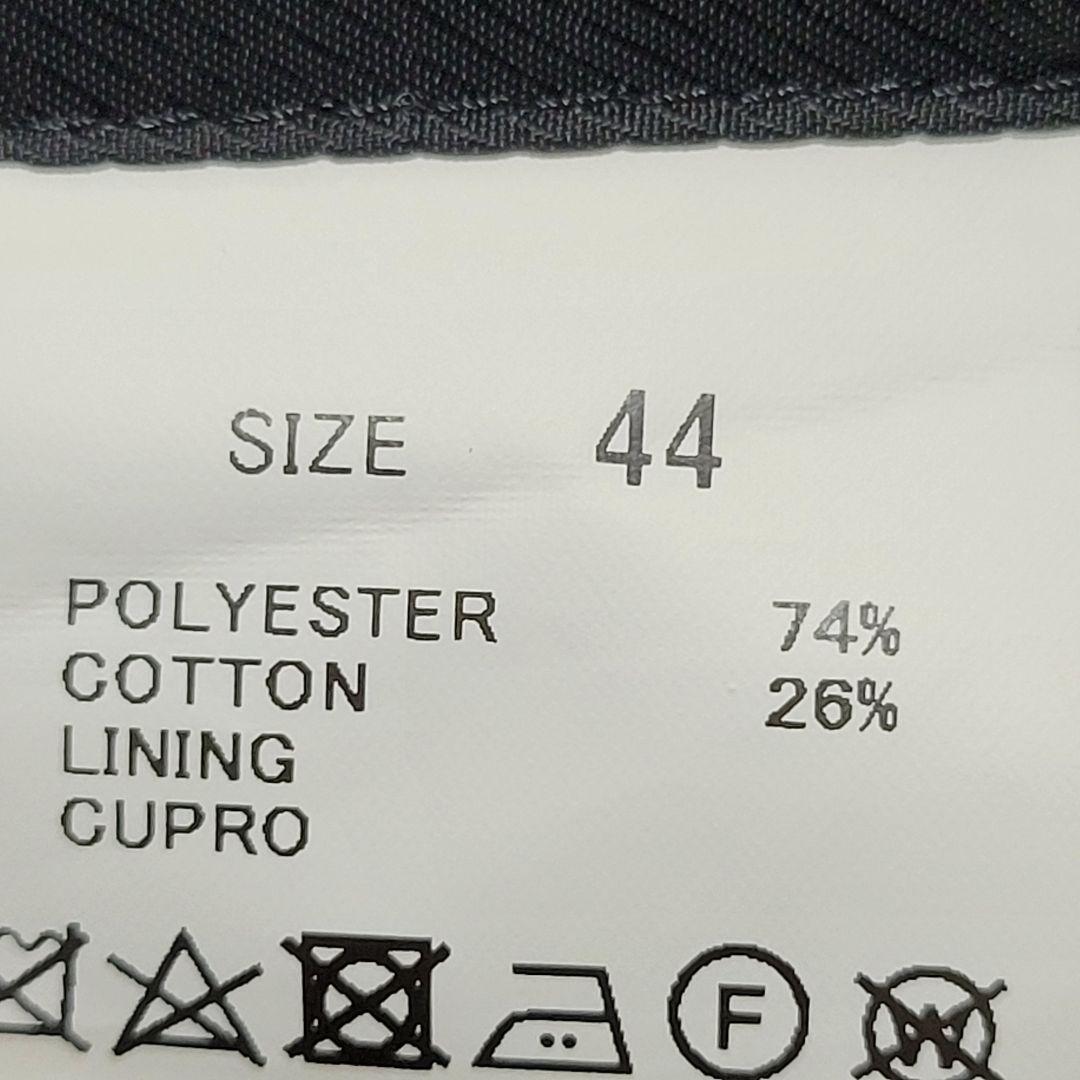 SIZE 44
POLYESTER 74%
COTTON 26%
LINING
CUPRO
F W